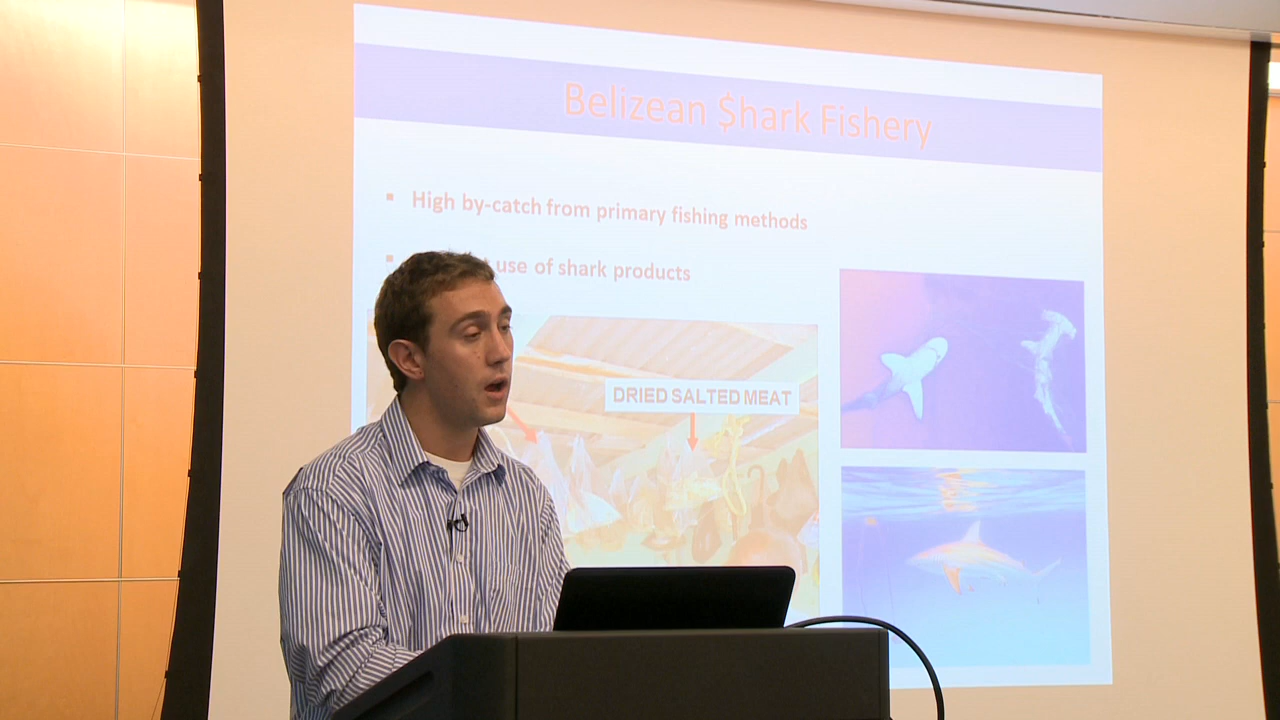 Belizean $hark Fishery
▪ High by-catch from primary fishing methods
▪ use of shark products
DRIED SALTED MEAT